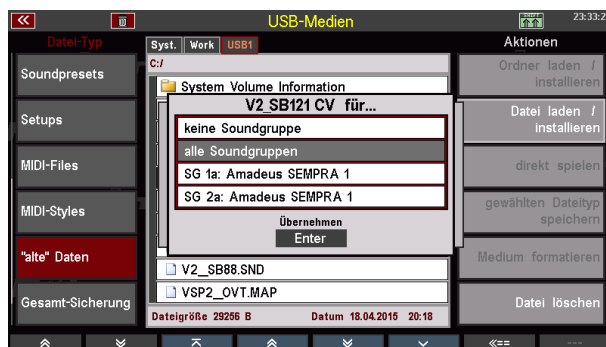 USB-Medien
23:33:2
Datei-Typ
Syst. Work USB1
Aktionen
C:/
Soundpresets
System Volume Information
Ordner laden /
installieren
V2_SB121 CV für...
Setups
keine Soundgruppe
Datei laden /
installieren
alle Soundgruppen
MIDI-Files
SG 1a: Amadeus SEMPRA 1
direkt spielen
SG 2a: Amadeus SEMPRA 1
MIDI-Styles
gewählten Dateityp
speichern
Übernehmen
Enter
"alte" Daten
V2__SB88.SND
Medium formatieren
Gesamt-Sicherung
VSP2__OVT.MAP
Datei löschen
Dateigröße 29256 B Datum 18.04.2015 20:18